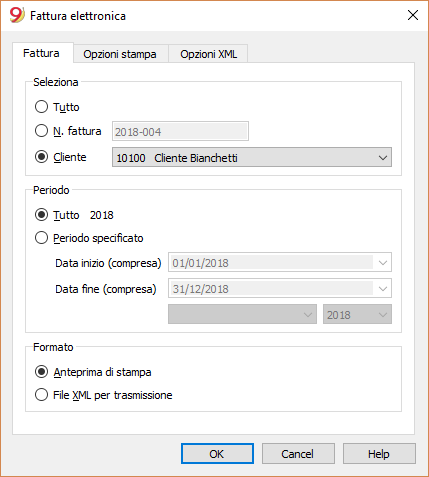 Fattura elettronica
Fattura
Opzioni stampa
Opzioni XML
Seleziona
Tutto
N. fattura 2018-004
Cliente 10100 Cliente Bianchetti
Periodo
Tutto 2018
Periodo specificato
Data inizio (compresa) 01/01/2018
Data fine (compresa) 31/12/2018
2018
Formato
Anteprima di stampa
File XML per trasmissione
OK
Cancel
Help